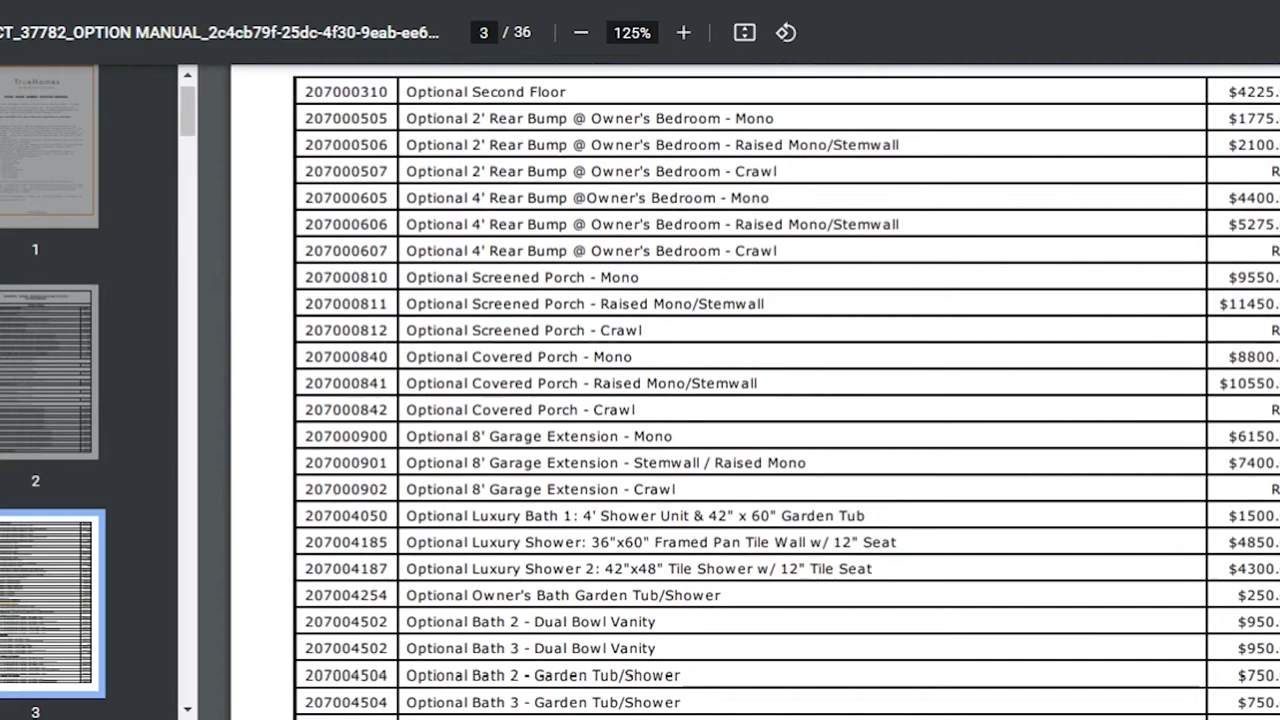 CT_37782_OPTION MANUAL_2c4cb79f-25dc-4f30-9eab-ee6... 3 / 36 125%
TrueHomes
1
2
3
207000310 Optional Second Floor $4225.
207000505 Optional 2' Rear Bump @ Owner's Bedroom - Mono $1775.
207000506 Optional 2' Rear Bump @ Owner's Bedroom - Raised Mono/Stemwall $2100.
207000507 Optional 2' Rear Bump @ Owner's Bedroom - Crawl R
207000605 Optional 4' Rear Bump @Owner's Bedroom - Mono $4400.
207000606 Optional 4' Rear Bump @ Owner's Bedroom - Raised Mono/Stemwall $5275.
207000607 Optional 4' Rear Bump @ Owner's Bedroom - Crawl R
207000810 Optional Screened Porch - Mono $9550.
207000811 Optional Screened Porch - Raised Mono/Stemwall $11450.
207000812 Optional Screened Porch - Crawl R
207000840 Optional Covered Porch - Mono $8800.
207000841 Optional Covered Porch - Raised Mono/Stemwall $10550.
207000842 Optional Covered Porch - Crawl R
207000900 Optional 8' Garage Extension - Mono $6150.
207000901 Optional 8' Garage Extension - Stemwall / Raised Mono $7400.
207000902 Optional 8' Garage Extension - Crawl R
207004050 Optional Luxury Bath 1: 4' Shower Unit & 42" x 60" Garden Tub $1500.
207004185 Optional Luxury Shower: 36"x60" Framed Pan Tile Wall w/ 12" Seat $4850.
207004187 Optional Luxury Shower 2: 42"x48" Tile Shower w/ 12" Tile Seat $4300.
207004254 Optional Owner's Bath Garden Tub/Shower $250.
207004502 Optional Bath 2 - Dual Bowl Vanity $950.
207004502 Optional Bath 3 - Dual Bowl Vanity $950.
207004504 Optional Bath 2 - Garden Tub/Shower $750.
207004504 Optional Bath 3 - Garden Tub/Shower $750.